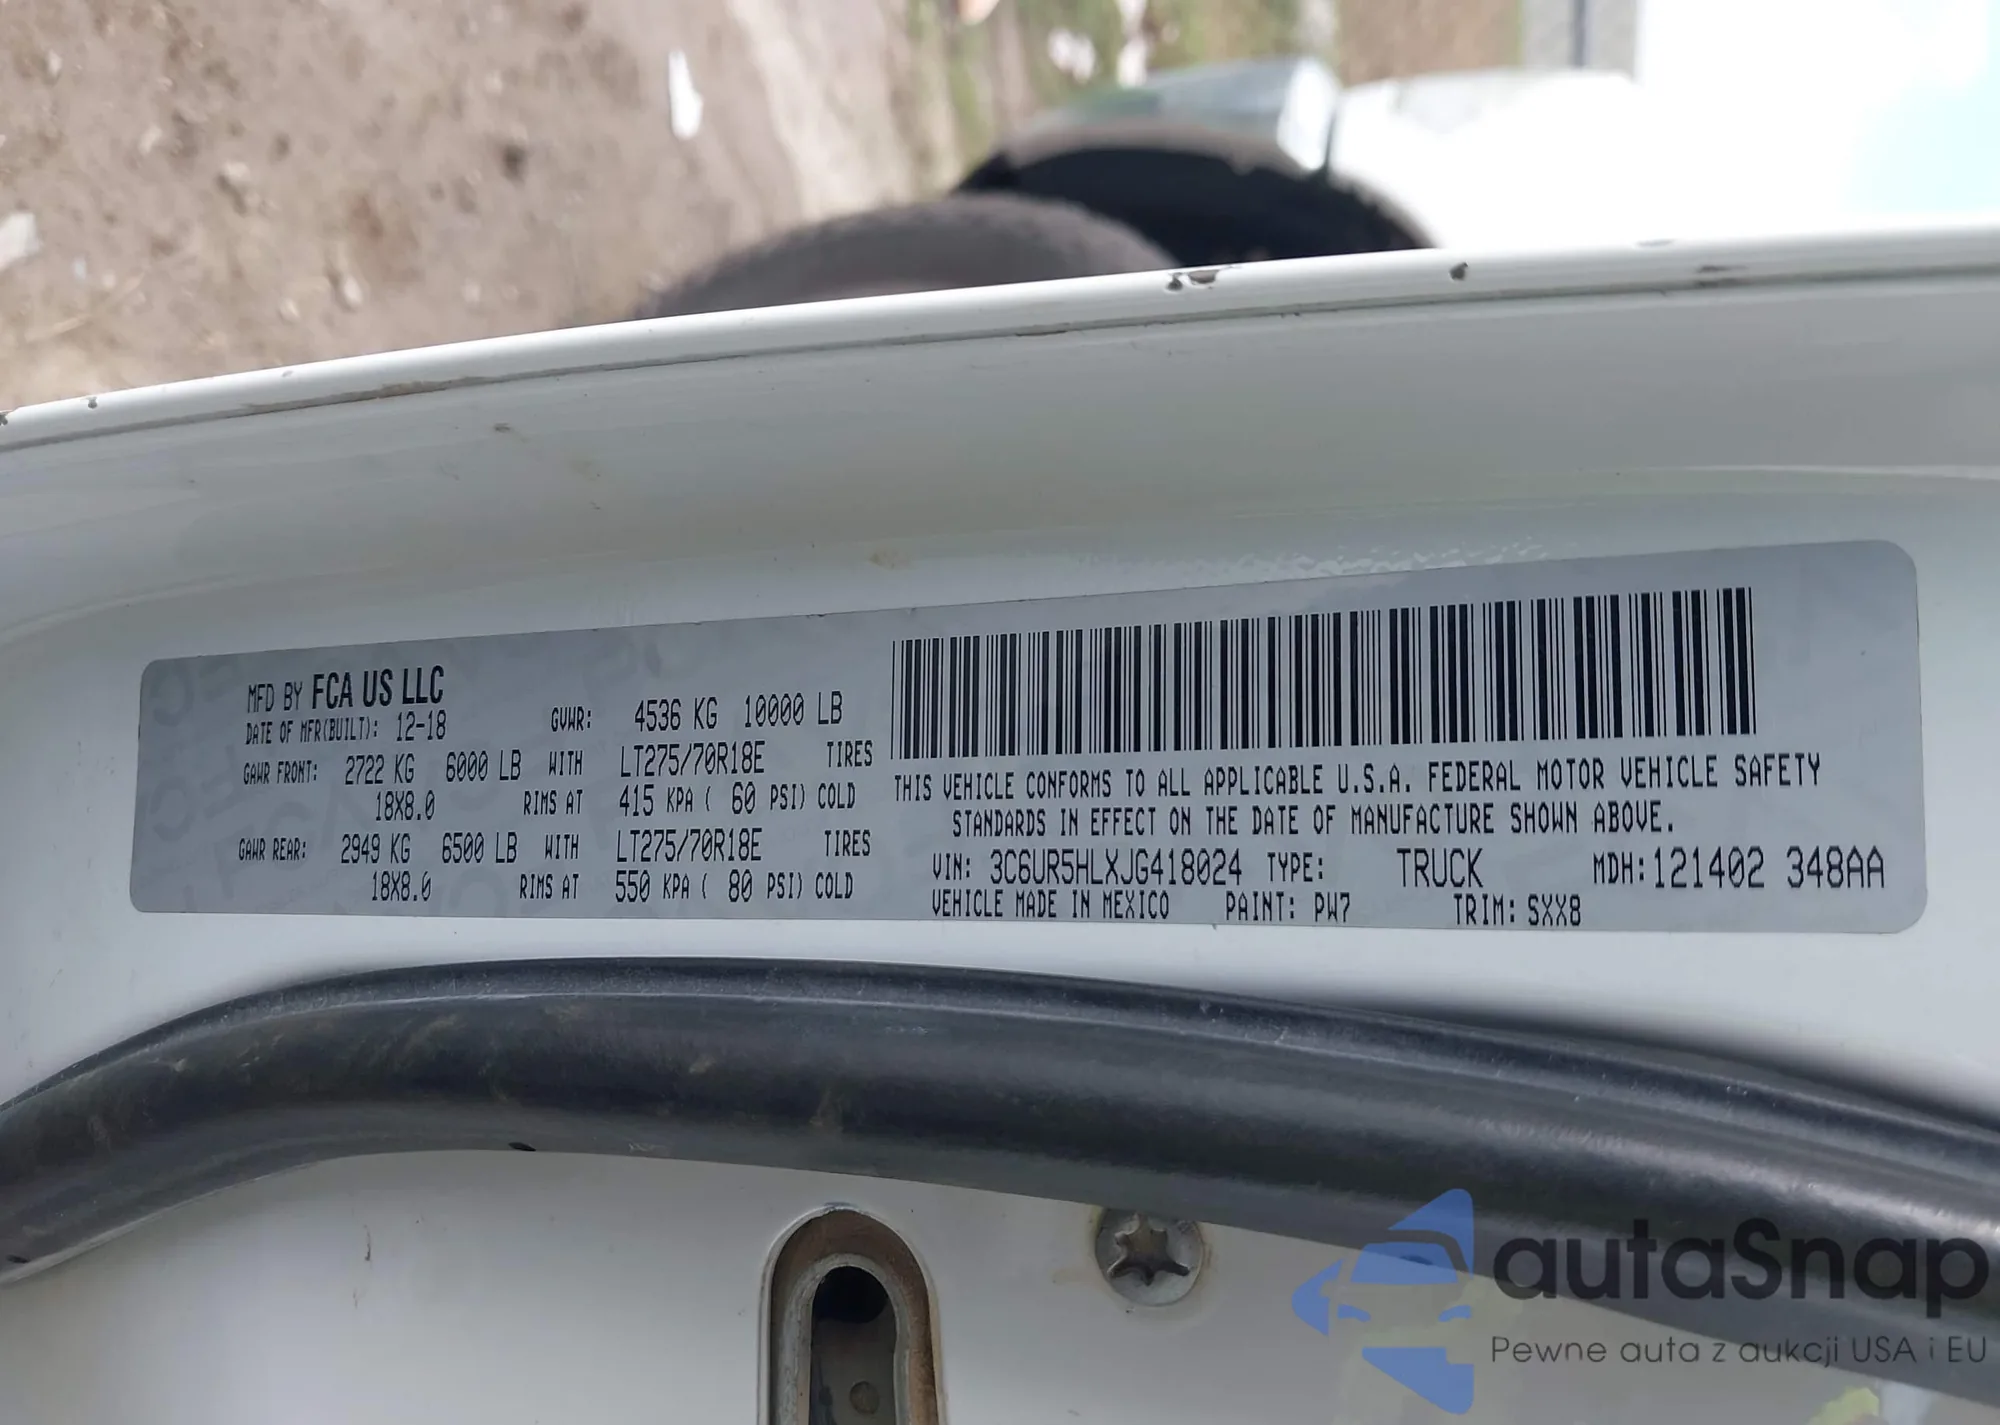 MFD BY FCA US LLC
DATE OF MFR(BUILT): 12-18 GVWR: 4536 KG 10000 LB
GAWR FRONT: 2722 KG 6000 LB WITH LT275/70R18E TIRES
18X8.0 RIMS AT 415 KPA ( 60 PSI) COLD
GAWR REAR: 2949 KG 6500 LB WITH LT275/70R18E TIRES
18X8.0 RIMS AT 550 KPA ( 80 PSI) COLD
THIS VEHICLE CONFORMS TO ALL APPLICABLE U.S.A. FEDERAL MOTOR VEHICLE SAFETY
STANDARDS IN EFFECT ON THE DATE OF MANUFACTURE SHOWN ABOVE.
VIN: 3C6UR5HLXJG418024 TYPE: TRUCK MDH:121402 348AA
VEHICLE MADE IN MEXICO PAINT: PW7 TRIM: SXX8
autaSnap
Pewne auta z aukcji USA i EU